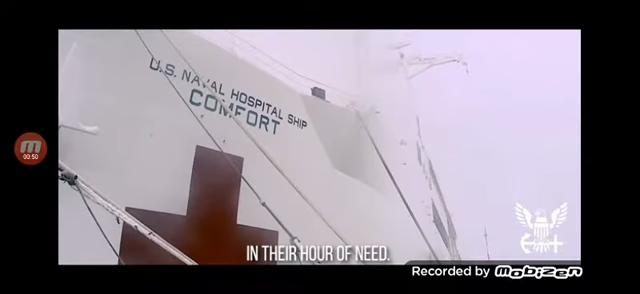 U.S. NAVAL HOSPITAL SHIP
COMFORT
m
00:50
IN THEIR HOUR OF NEED.
Recorded by mobizen